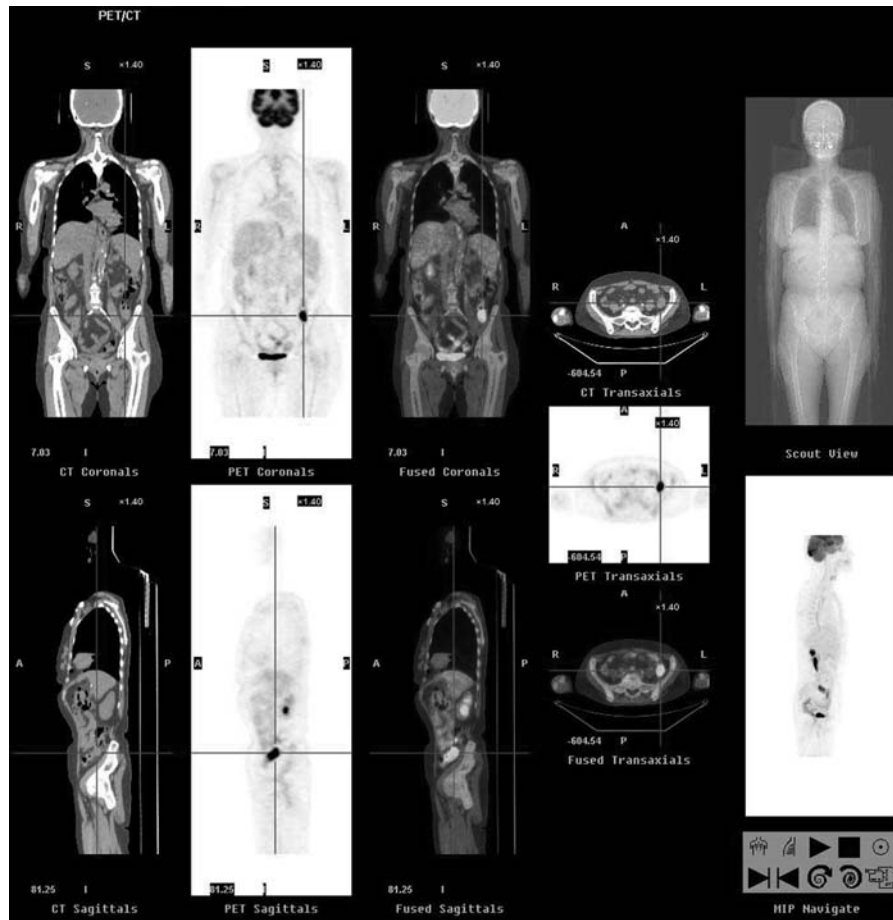 PET/CT
S ×1.40
S ×1.40
S ×1.40
R L
R L
R L
7.03 I
7.03 I
7.03 I
CT Coronals
PET Coronals
Fused Coronals
A
×1.40
R L
-604.54 P
CT Transaxials
A
×1.40
R L
-604.54 P
PET Transaxials
A
×1.40
R L
-604.54 P
Fused Transaxials
Scout View
S ×1.40
S ×1.40
S ×1.40
A P
A P
A P
81.25 I
81.25 I
81.25 I
CT Sagittals
PET Sagittals
Fused Sagittals
MIP Navigate